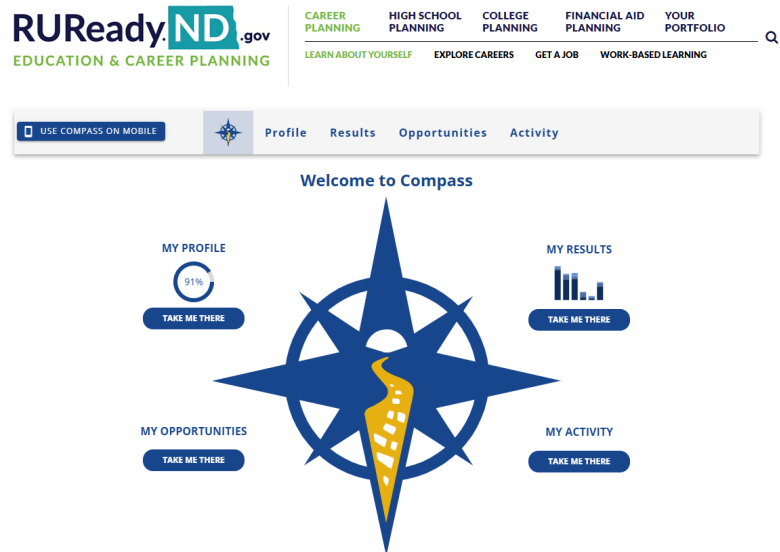 RUReady.ND.gov
EDUCATION & CAREER PLANNING
CAREER PLANNING
HIGH SCHOOL PLANNING
COLLEGE PLANNING
FINANCIAL AID PLANNING
YOUR PORTFOLIO
LEARN ABOUT YOURSELF EXPLORE CAREERS GET A JOB WORK-BASED LEARNING
USE COMPASS ON MOBILE Profile Results Opportunities Activity
Welcome to Compass
MY PROFILE
91%
TAKE ME THERE
MY RESULTS
TAKE ME THERE
MY OPPORTUNITIES
TAKE ME THERE
MY ACTIVITY
TAKE ME THERE